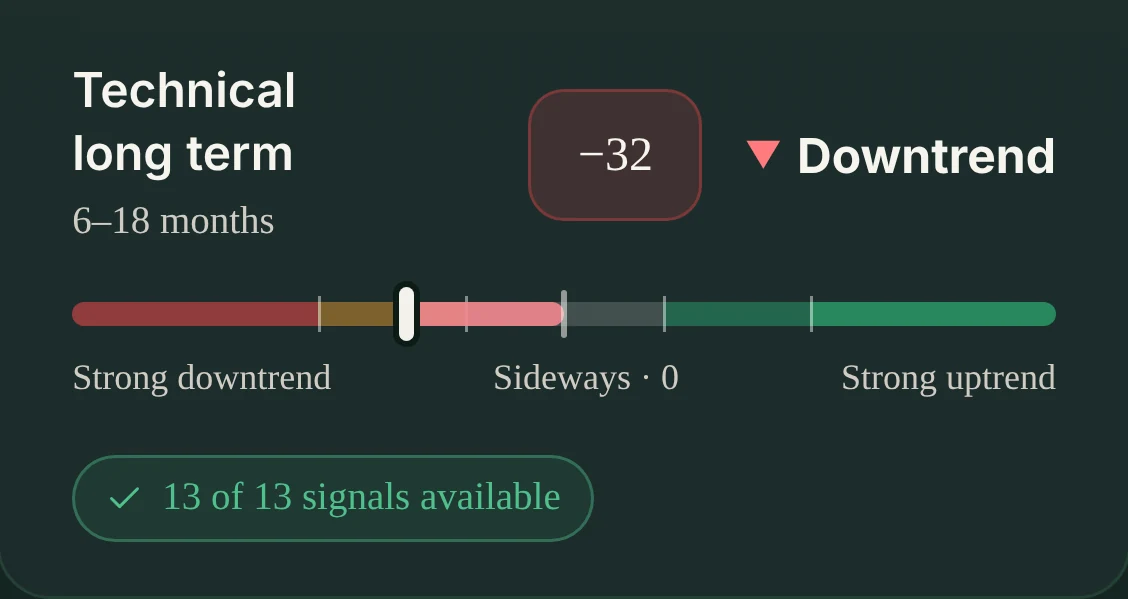 Technical
long term
6–18 months
−32
▼ Downtrend
Strong downtrend
Sideways · 0
Strong uptrend
✓ 13 of 13 signals available